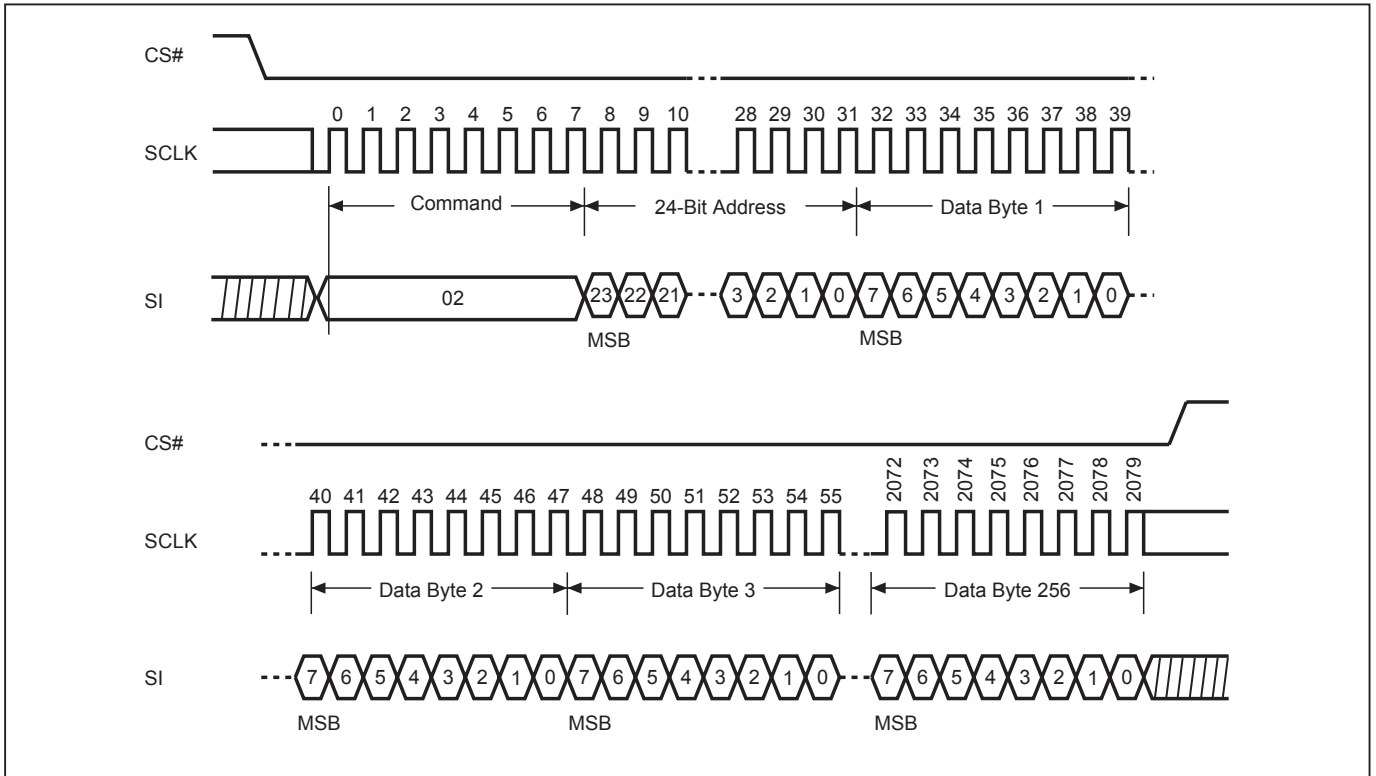 CS#
0 1 2 3 4 5 6 7 8 9 10 28 29 30 31 32 33 34 35 36 37 38 39
SCLK
Command 24-Bit Address Data Byte 1
SI 02 23 22 21 3 2 1 0 7 6 5 4 3 2 1 0
MSB MSB
CS#
2072 2073 2074 2075 2076 2077 2078 2079
40 41 42 43 44 45 46 47 48 49 50 51 52 53 54 55
SCLK
Data Byte 2 Data Byte 3 Data Byte 256
SI 7 6 5 4 3 2 1 0 7 6 5 4 3 2 1 0 7 6 5 4 3 2 1 0
MSB MSB MSB